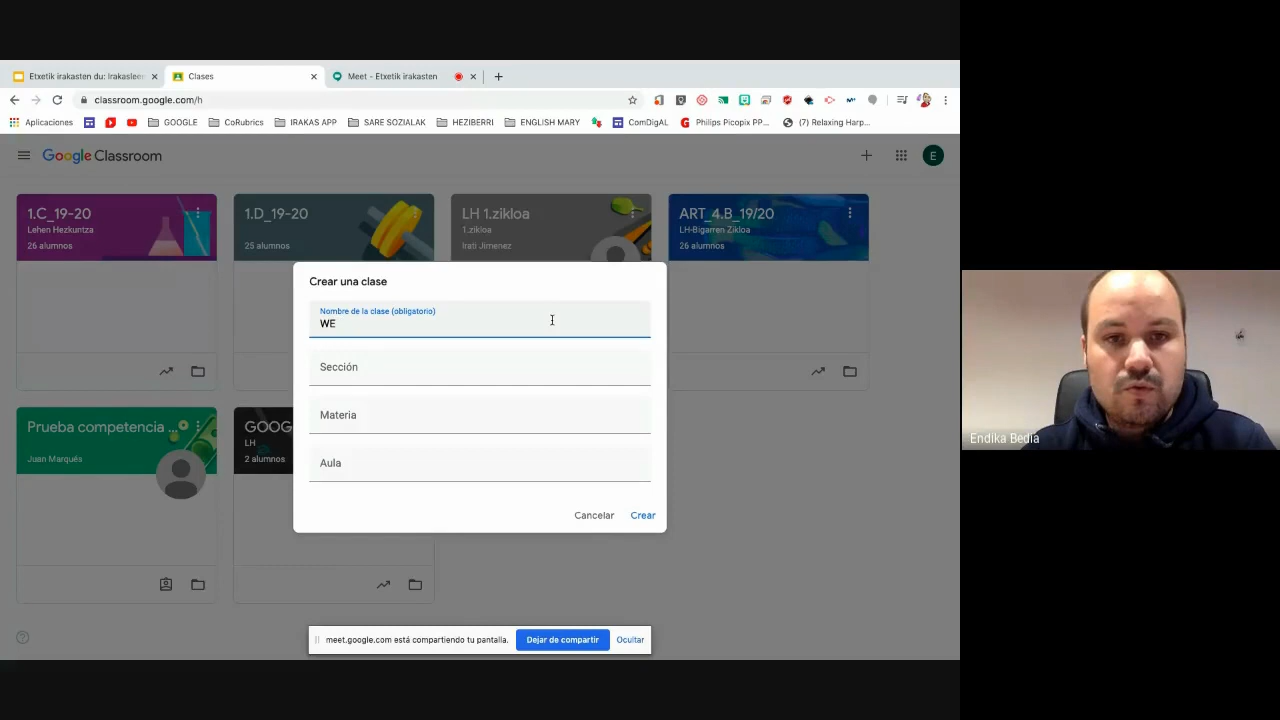 Etxetik irakasten du: Irakaslee
Clases
Meet - Etxetik irakasten
classroom.google.com/h
Aplicaciones
GOOGLE
CoRubrics
IRAKAS APP
SARE SOZIALAK
HEZIBERRI
ENGLISH MARY
ComDigAL
Philips Picopix PP...
(7) Relaxing Harp...
Google Classroom
E
1.C_19-20
Lehen Hezkuntza
26 alumnos
1.D_19-20
25 alumnos
LH 1.zikloa
1.zikloa
Irati Jimenez
ART_4.B_19/20
LH-Bigarren Zikloa
26 alumnos
Crear una clase
Nombre de la clase (obligatorio)
WE
Sección
Materia
Aula
Cancelar
Crear
Prueba competencia ...
Juan Marqués
GOOG
LH
2 alumnos
meet.google.com está compartiendo tu pantalla.
Dejar de compartir
Ocultar
Endika Bedia